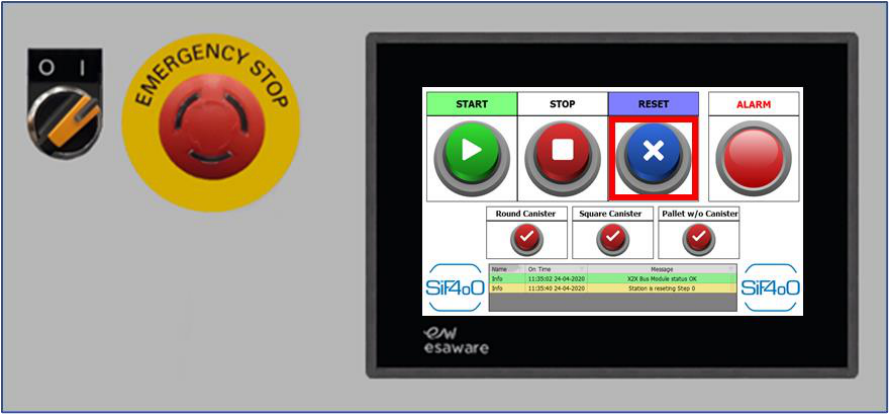 O I
EMERGENCY STOP
START STOP RESET ALARM
Round Canister Square Canister Pallet w/o Canister
Name On Time Message
Info 11:35:02 24-04-2020 X2X Bus Module status OK
Info 11:35:40 24-04-2020 Station is reseting Step 0
SiF4oO SiF4oO
ew
esaware